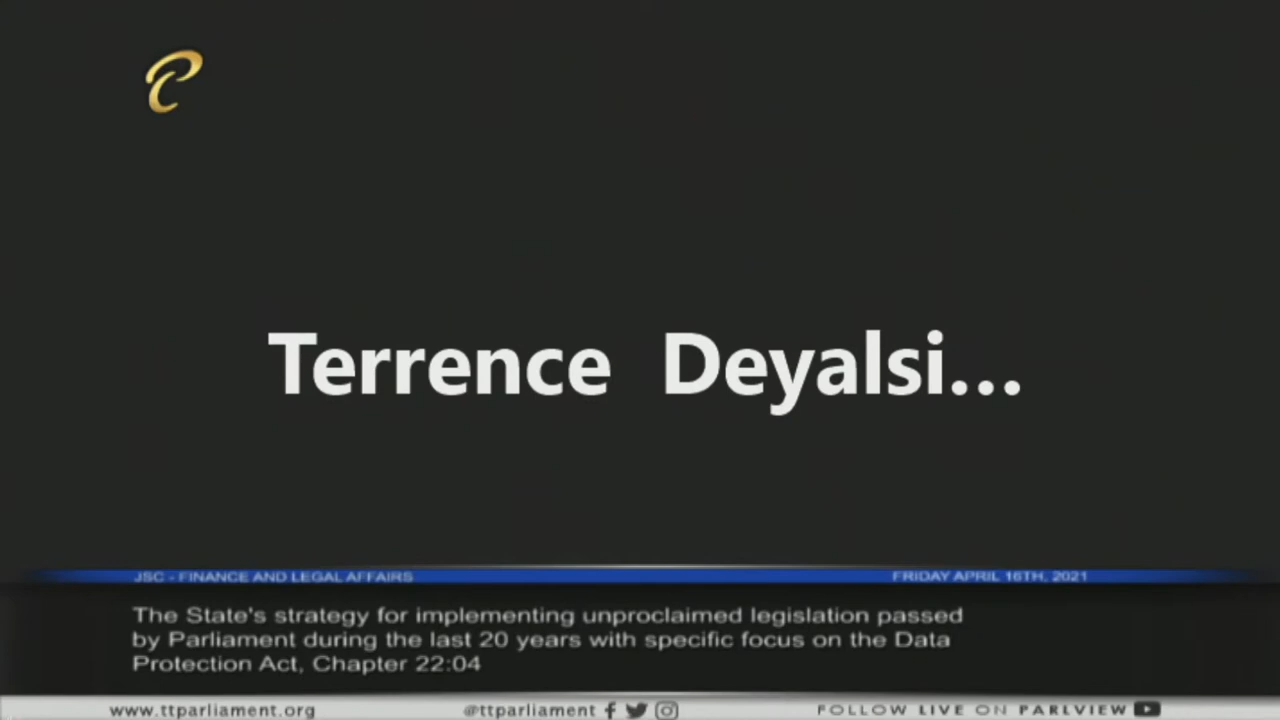 Terrence Deyalsi...
JSC - FINANCE AND LEGAL AFFAIRS FRIDAY APRIL 16TH, 2021
The State's strategy for implementing unproclaimed legislation passed
by Parliament during the last 20 years with specific focus on the Data
Protection Act, Chapter 22:04
www.ttparliament.org @ttparliament FOLLOW LIVE ON PARLVIEW